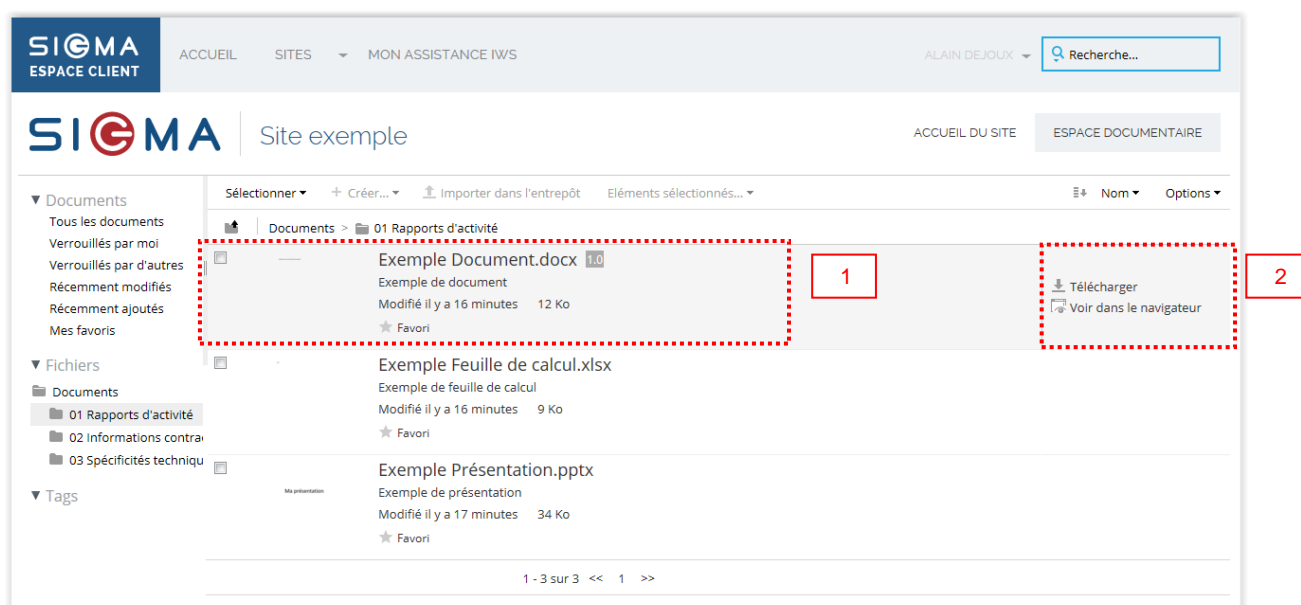 SIGMA
ESPACE CLIENT
ACCUEIL SITES MON ASSISTANCE IWS ALAIN DEJOUX Recherche...
SIGMA Site exemple ACCUEIL DU SITE ESPACE DOCUMENTAIRE
Documents
Tous les documents
Verrouillés par moi
Verrouillés par d'autres
Récemment modifiés
Récemment ajoutés
Mes favoris
Fichiers
Documents
01 Rapports d'activité
02 Informations contra
03 Spécificités techniqu
Tags
Sélectionner Créer... Importer dans l'entrepôt Eléments sélectionnés... Nom Options
Documents > 01 Rapports d'activité
Exemple Document.docx 1.0
Exemple de document
Modifié il y a 16 minutes 12 Ko
Favori
1
Télécharger
Voir dans le navigateur
2
Exemple Feuille de calcul.xlsx
Exemple de feuille de calcul
Modifié il y a 16 minutes 9 Ko
Favori
Ma présentation
Exemple Présentation.pptx
Exemple de présentation
Modifié il y a 17 minutes 34 Ko
Favori
1 - 3 sur 3 << 1 >>